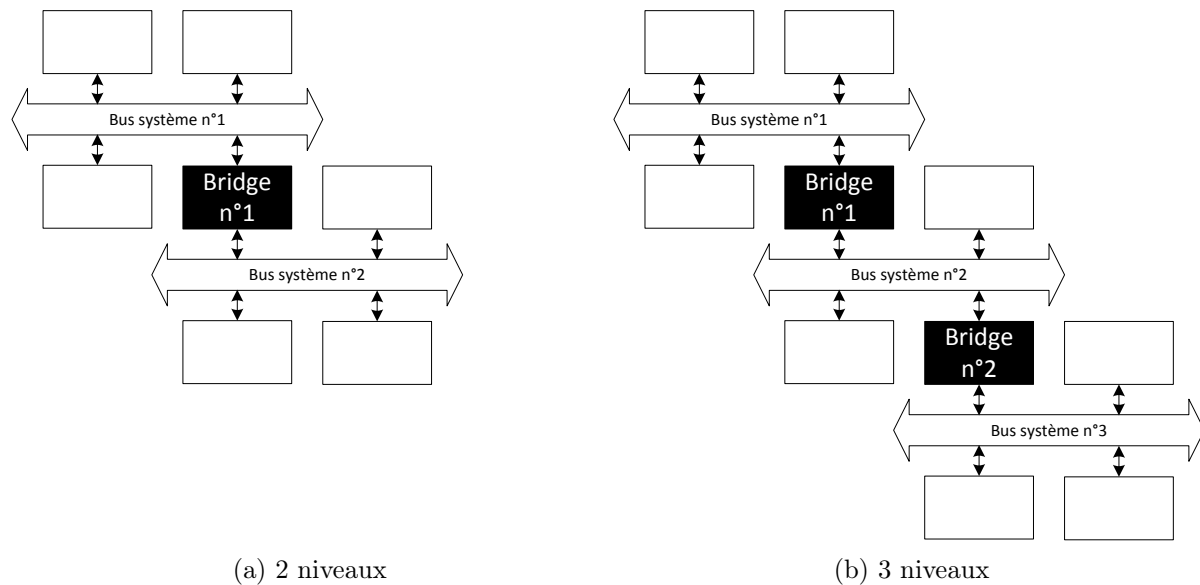 Bus système n°1
Bridge
n°1
Bus système n°2
(a) 2 niveaux
Bus système n°1
Bridge
n°1
Bus système n°2
Bridge
n°2
Bus système n°3
(b) 3 niveaux